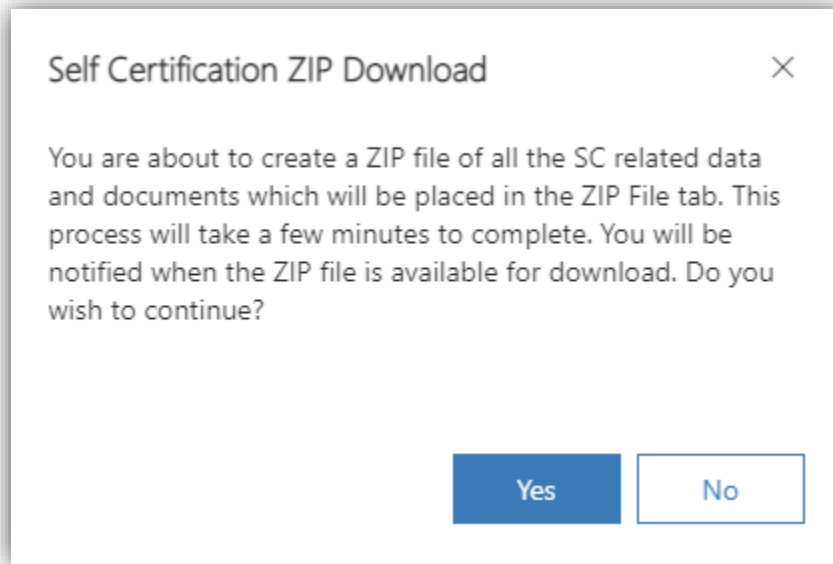 Self Certification ZIP Download
You are about to create a ZIP file of all the SC related data
and documents which will be placed in the ZIP File tab. This
process will take a few minutes to complete. You will be
notified when the ZIP file is available for download. Do you
wish to continue?
Yes
No